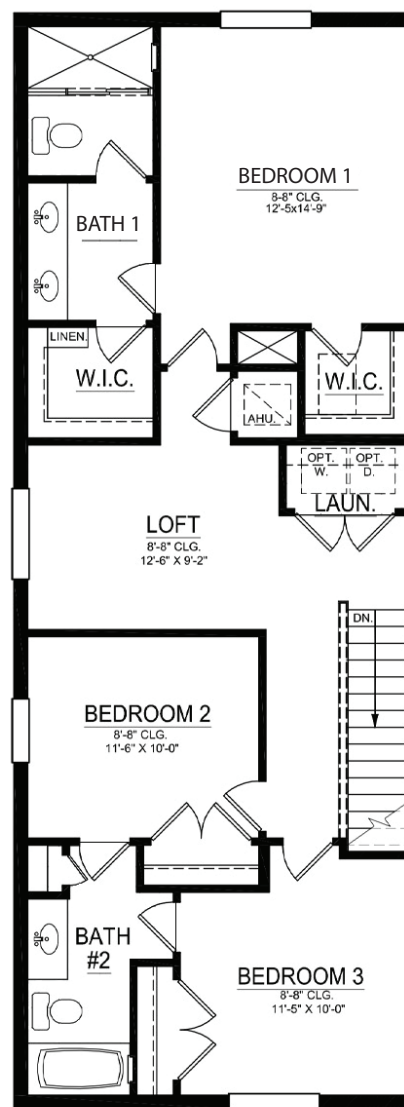 BEDROOM 1
8-8" CLG.
12'-5x14'-9"
BATH 1
LINEN.
W.I.C.
W.I.C.
AHU.
OPT. W.
OPT. D.
LAUN.
LOFT
8'-8" CLG.
12'-6" X 9'-2"
DN.
BEDROOM 2
8'-8" CLG.
11'-6" X 10'-0"
BATH
#2
BEDROOM 3
8'-8" CLG.
11'-5" X 10'-0"